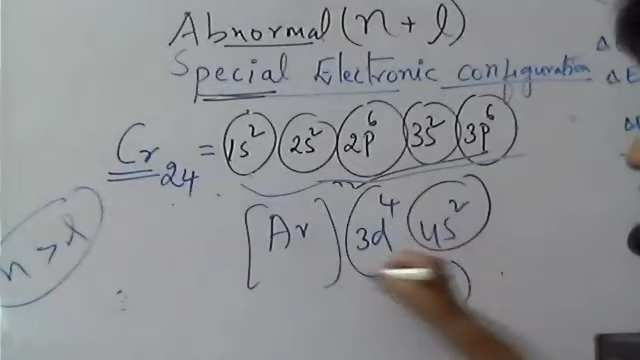 Abnormal (n + l)
Special Electronic configuration
Cr24 = 1s² 2s² 2p⁶ 3s² 3p⁶
[Ar] 3d⁴ 4s²
n > l